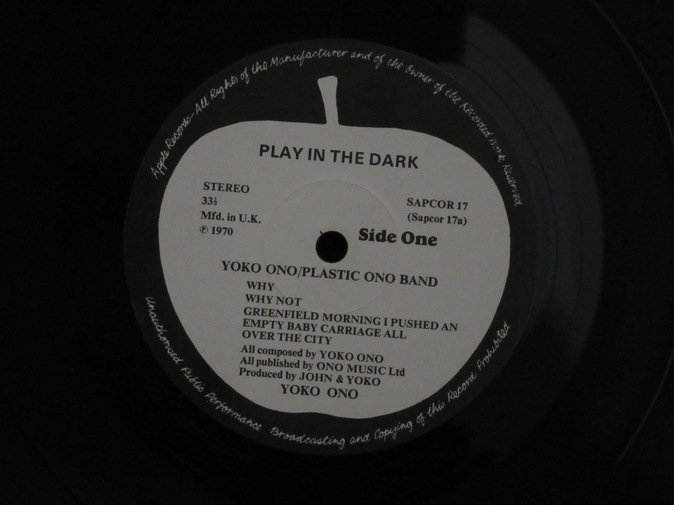 Apple Records-All Rights of the Manufacturer and of the Owner of the Recorded Work Reserved
PLAY IN THE DARK
STEREO
33⅓
Mfd. in U.K.
℗ 1970
SAPCOR 17
(Sapcor 17a)
Side One
YOKO ONO/PLASTIC ONO BAND
WHY
WHY NOT
GREENFIELD MORNING I PUSHED AN
EMPTY BABY CARRIAGE ALL
OVER THE CITY
All composed by YOKO ONO
All published by ONO MUSIC Ltd
Produced by JOHN & YOKO
YOKO ONO
Unauthorised Public Performance Broadcasting and Copying of this Record Prohibited